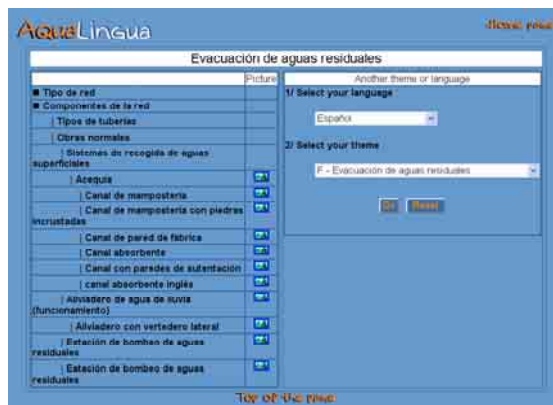 AquaLingua
Home page
Evacuación de aguas residuales
Picture
Another theme or language
■ Tipo de red
1/ Select your language
■ Componentes de la red
| Tipos de tuberías
Español
| Obras normales
2/ Select your theme
| Sistemas de recogida de aguas
superficiales
F - Evacuación de aguas residuales
| Acequia
| Canal de mampostería
| Canal de mampostería con piedras
incrustadas
Go Reset
| Canal de pared de fábrica
| Canal absorbente
| Canal con paredes de sutentación
| canal absorbente inglés
| Aliviadero de agua de lluvia
(funcionamiento)
| Aliviadero con vertedero lateral
| Estación de bombeo de aguas
residuales
| Estación de bombeo de aguas
residuales
Top of the page